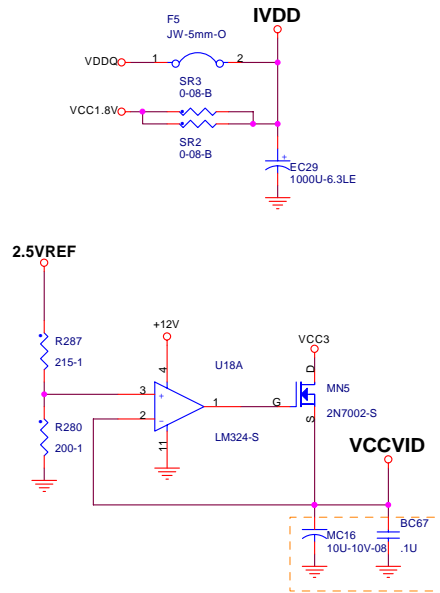 IVDD
F5
JW-5mm-O
VDDQ
1
2
SR3
0-08-B
VCC1.8V
SR2
0-08-B
+
EC29
1000U-6.3LE
2.5VREF
+12V
VCC3
R287
215-1
4
U18A
D
3
+
1
G
MN5
2
-
2N7002-S
R280
200-1
11
LM324-S
S
VCCVID
MC16
10U-10V-08
BC67
.1U